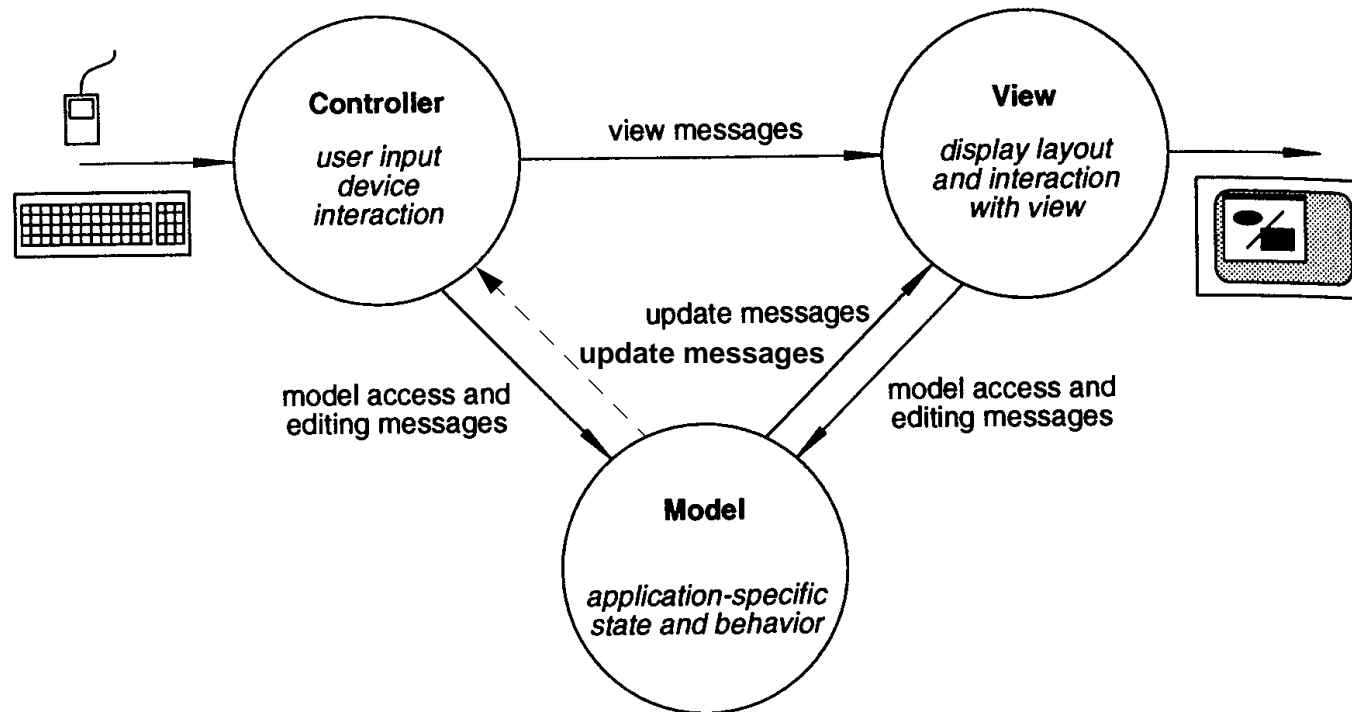 Controller
user input
device
interaction
view messages
View
display layout
and interaction
with view
update messages
update messages
model access and
editing messages
model access and
editing messages
Model
application-specific
state and behavior